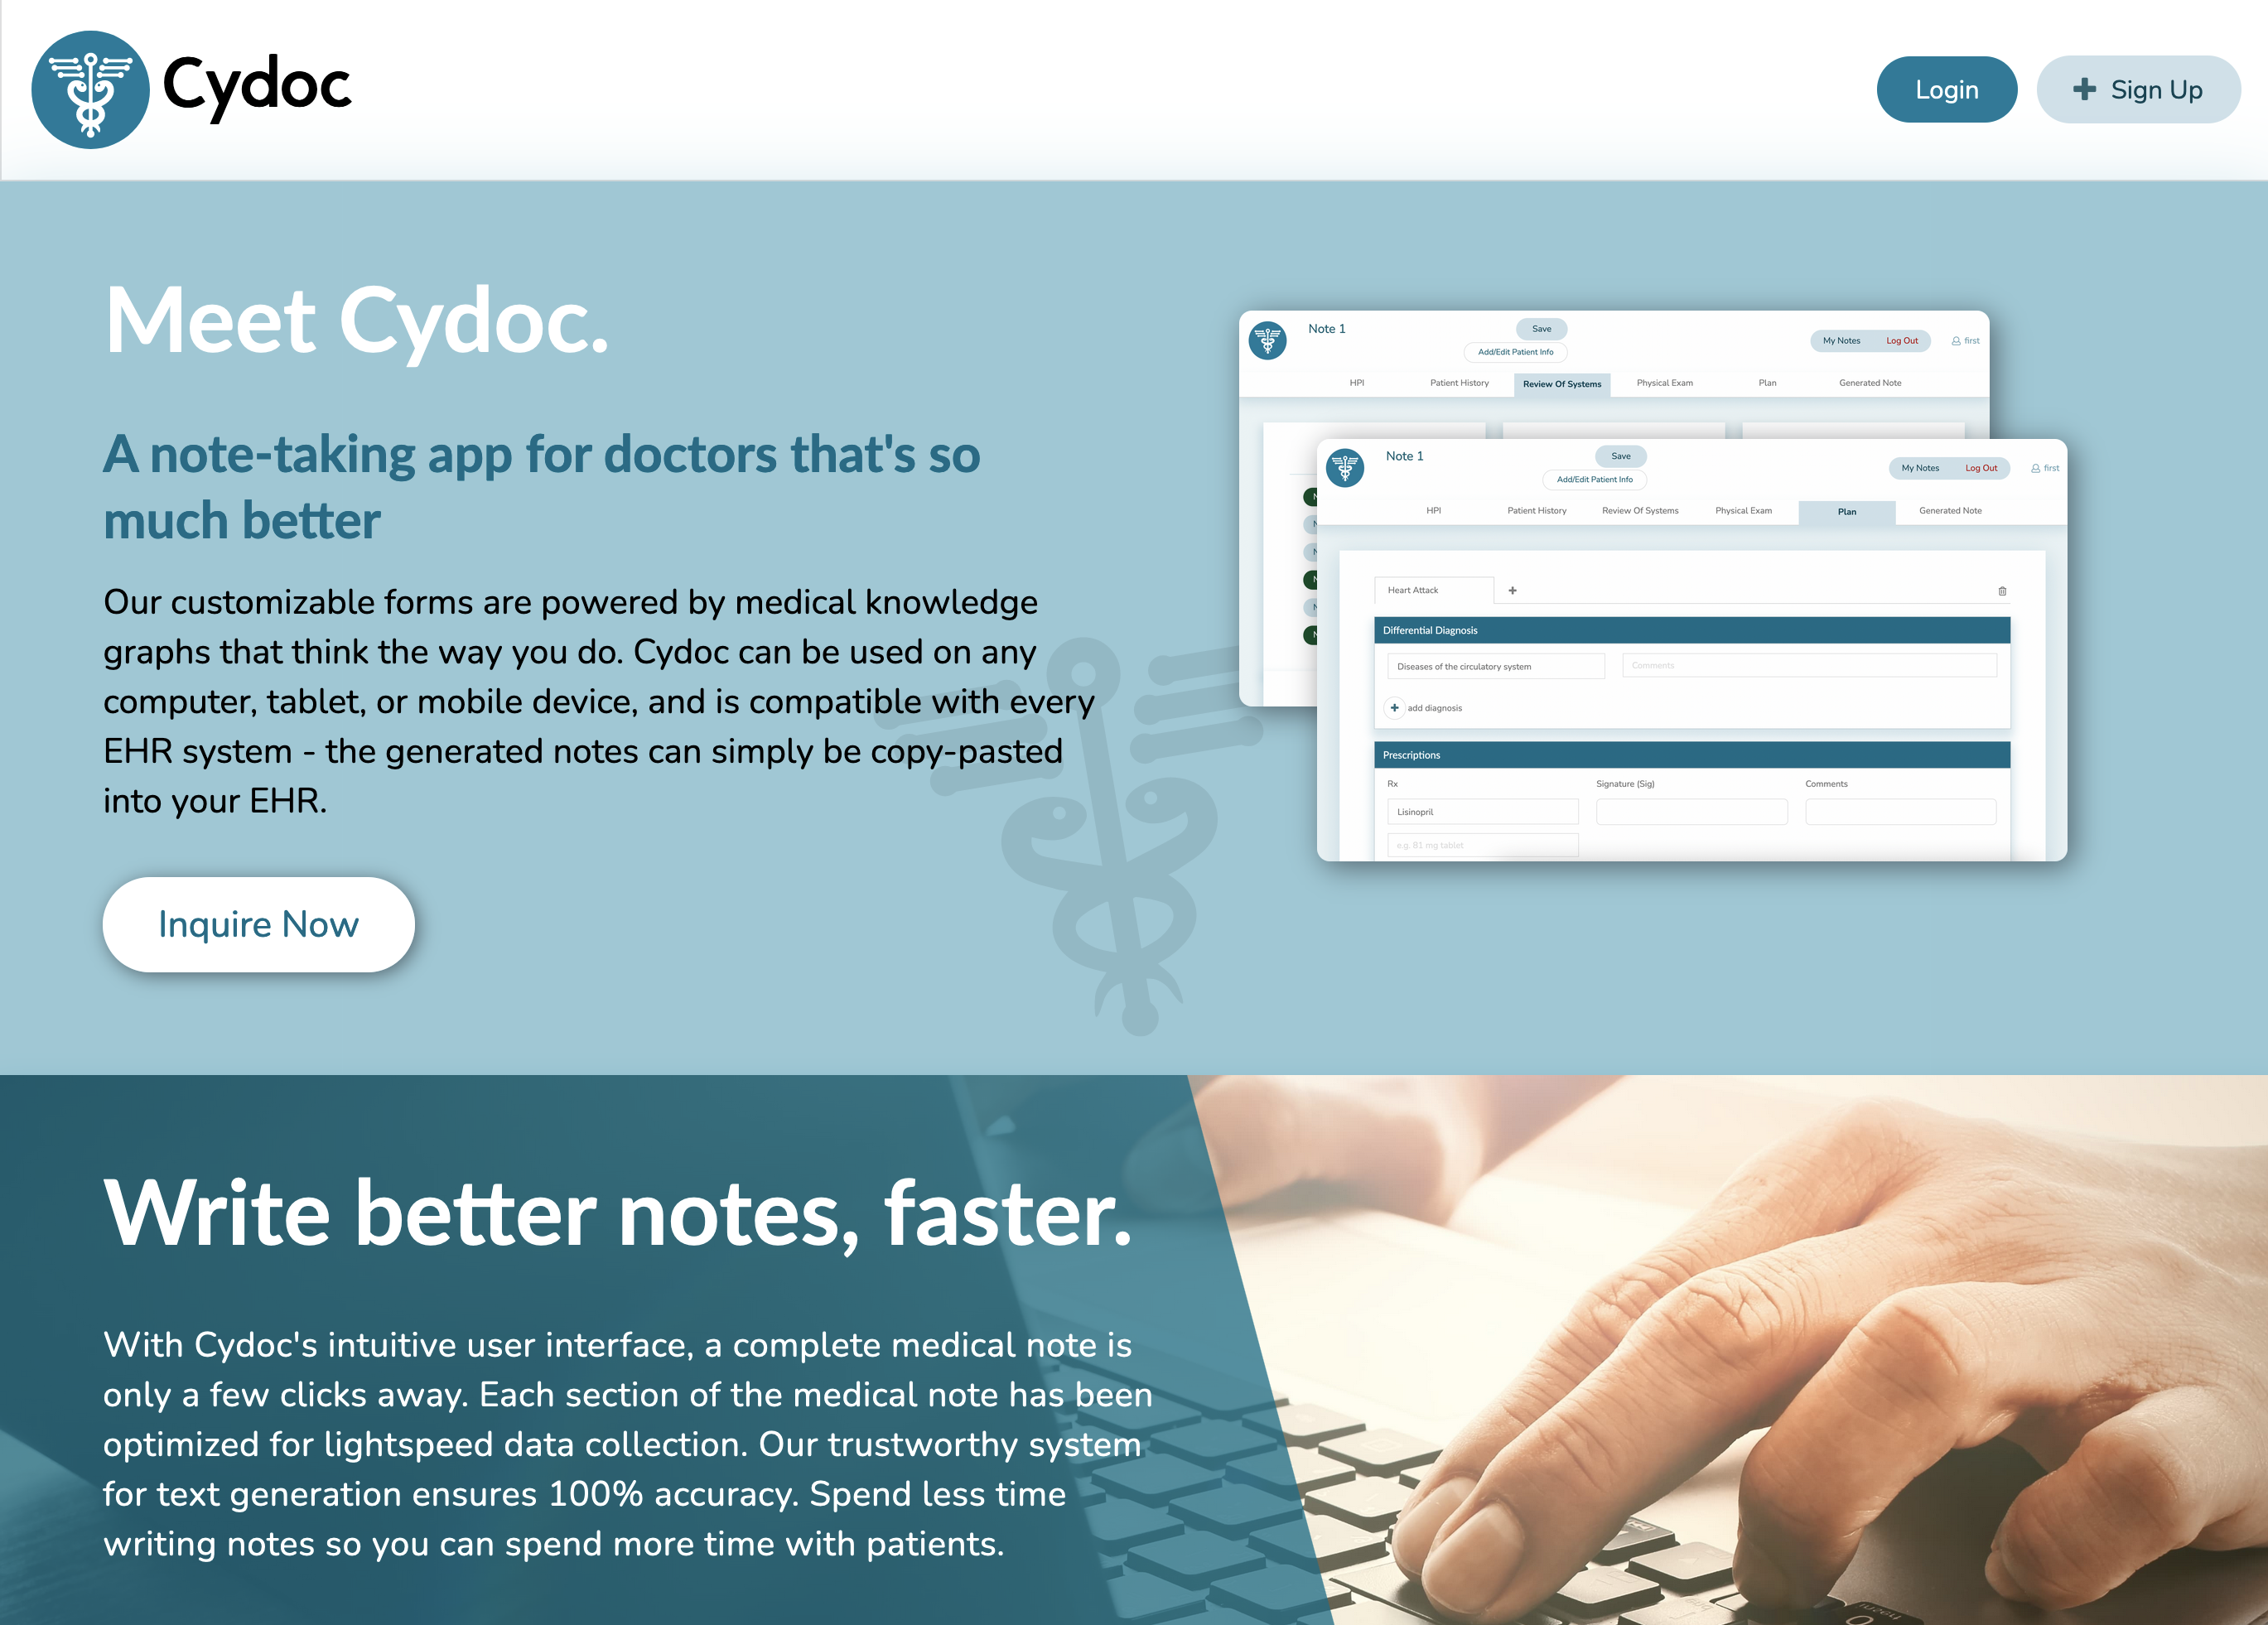 Cydoc
Login
Sign Up
Meet Cydoc.
A note-taking app for doctors that's so
much better
Our customizable forms are powered by medical knowledge
graphs that think the way you do. Cydoc can be used on any
computer, tablet, or mobile device, and is compatible with every
EHR system - the generated notes can simply be copy-pasted
into your EHR.
Inquire Now
Note 1
Save
Add/Edit Patient Info
My Notes Log Out first
HPI Patient History Review Of Systems Physical Exam Plan Generated Note
Note 1
Save
Add/Edit Patient Info
My Notes Log Out first
HPI Patient History Review Of Systems Physical Exam Plan Generated Note
Heart Attack
Differential Diagnosis
Diseases of the circulatory system Comments
add diagnosis
Prescriptions
Rx Signature (Sig) Comments
Lisinopril
e.g. 81 mg tablet
Write better notes, faster.
With Cydoc's intuitive user interface, a complete medical note is
only a few clicks away. Each section of the medical note has been
optimized for lightspeed data collection. Our trustworthy system
for text generation ensures 100% accuracy. Spend less time
writing notes so you can spend more time with patients.